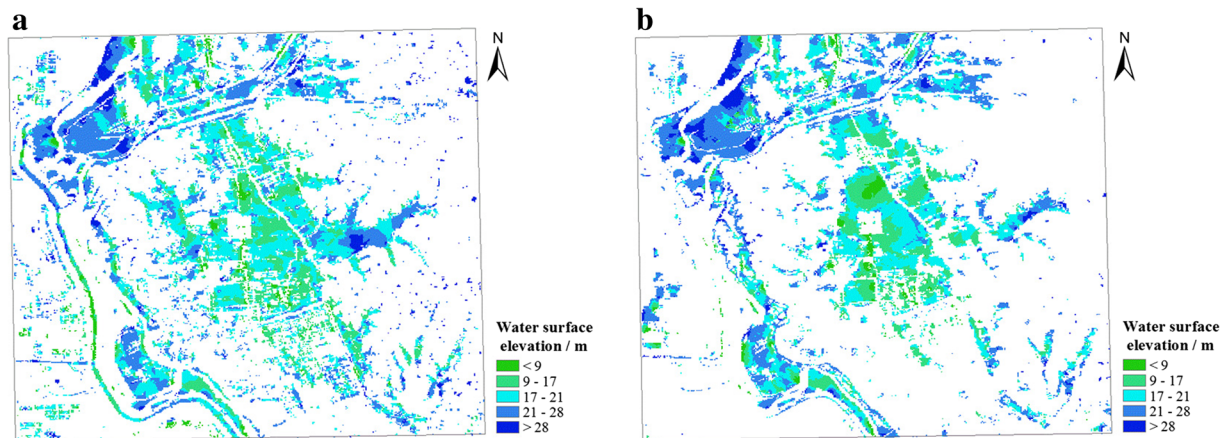 a
N
Water surface
elevation / m
< 9
9 - 17
17 - 21
21 - 28
> 28
b
N
Water surface
elevation / m
< 9
9 - 17
17 - 21
21 - 28
> 28